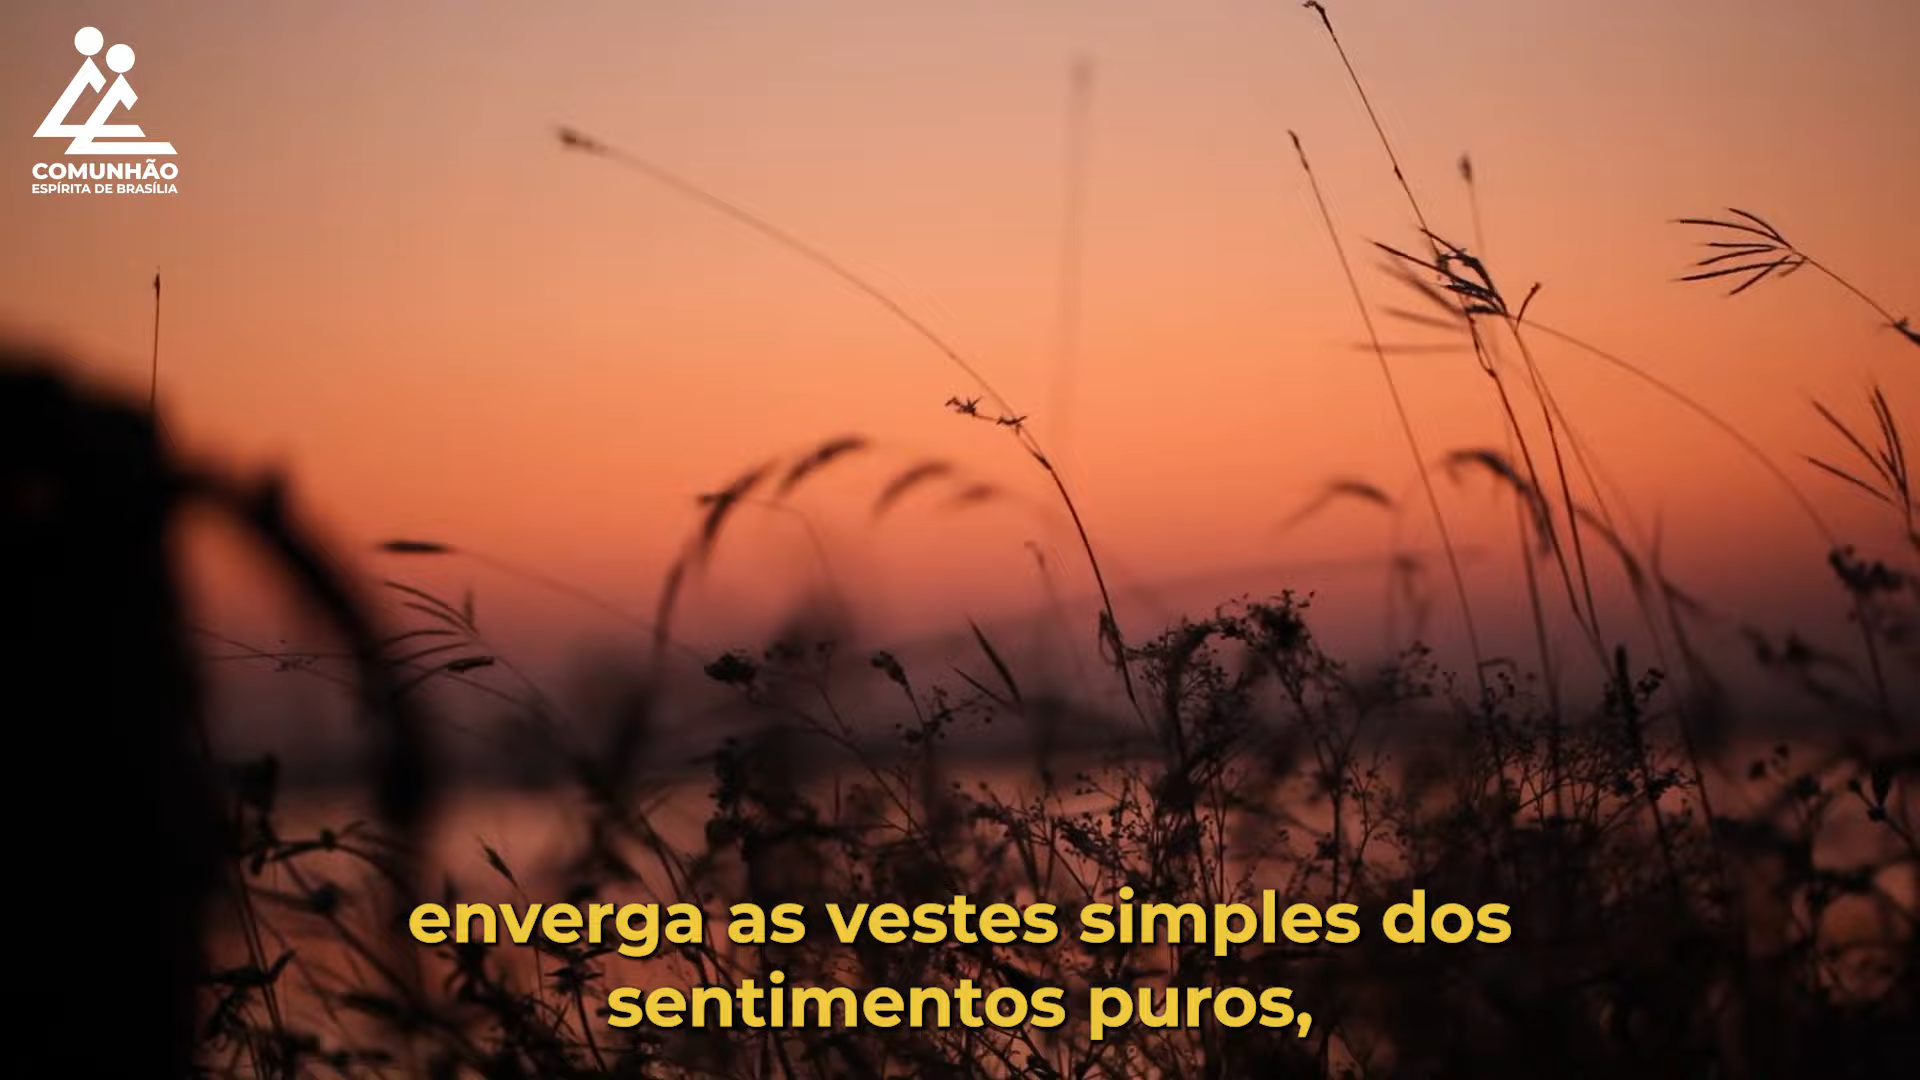 COMUNHÃO
ESPÍRITA DE BRASÍLIA
enverga as vestes simples dos
sentimentos puros,